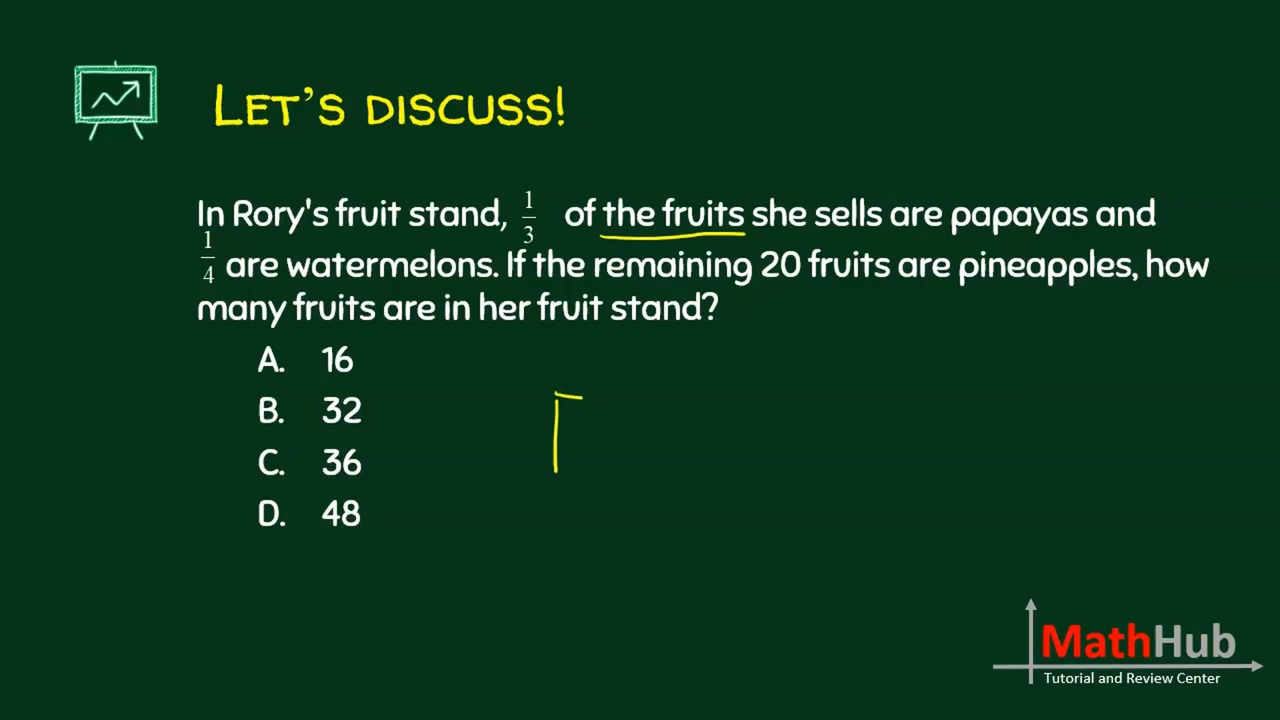 LET'S DISCUSS!
In Rory's fruit stand, 1/3 of the fruits she sells are papayas and
1/4 are watermelons. If the remaining 20 fruits are pineapples, how
many fruits are in her fruit stand?
A. 16
B. 32
C. 36
D. 48
MathHub
Tutorial and Review Center